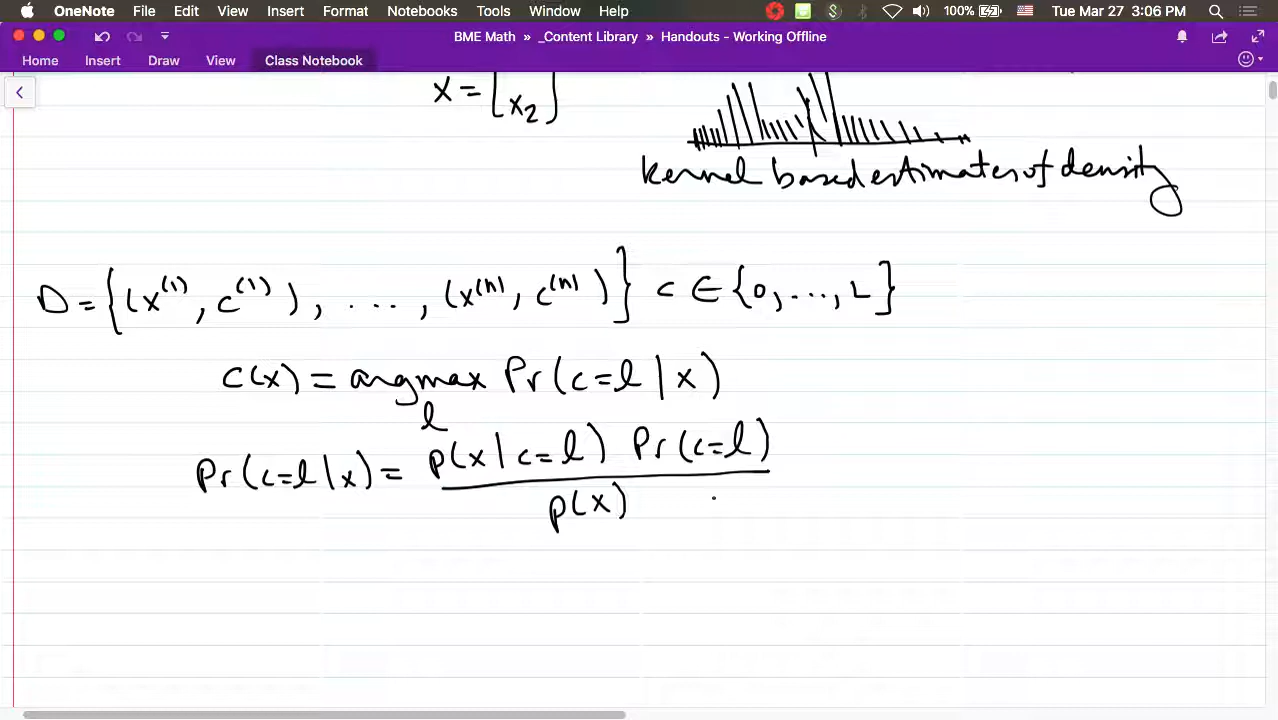 OneNote File Edit View Insert Format Notebooks Tools Window Help 100% Tue Mar 27 3:06 PM
BME Math » _Content Library » Handouts - Working Offline
Home Insert Draw View Class Notebook
x = [x₂]
kernel based estimates of density
D = {(x⁽¹⁾, c⁽¹⁾), ..., (x⁽ⁿ⁾, c⁽ⁿ⁾)} c ∈ {0, ..., L}
c(x) = argmax Pr(c=l | x)
l
Pr(c=l | x) = p(x | c=l) Pr(c=l)
p(x)